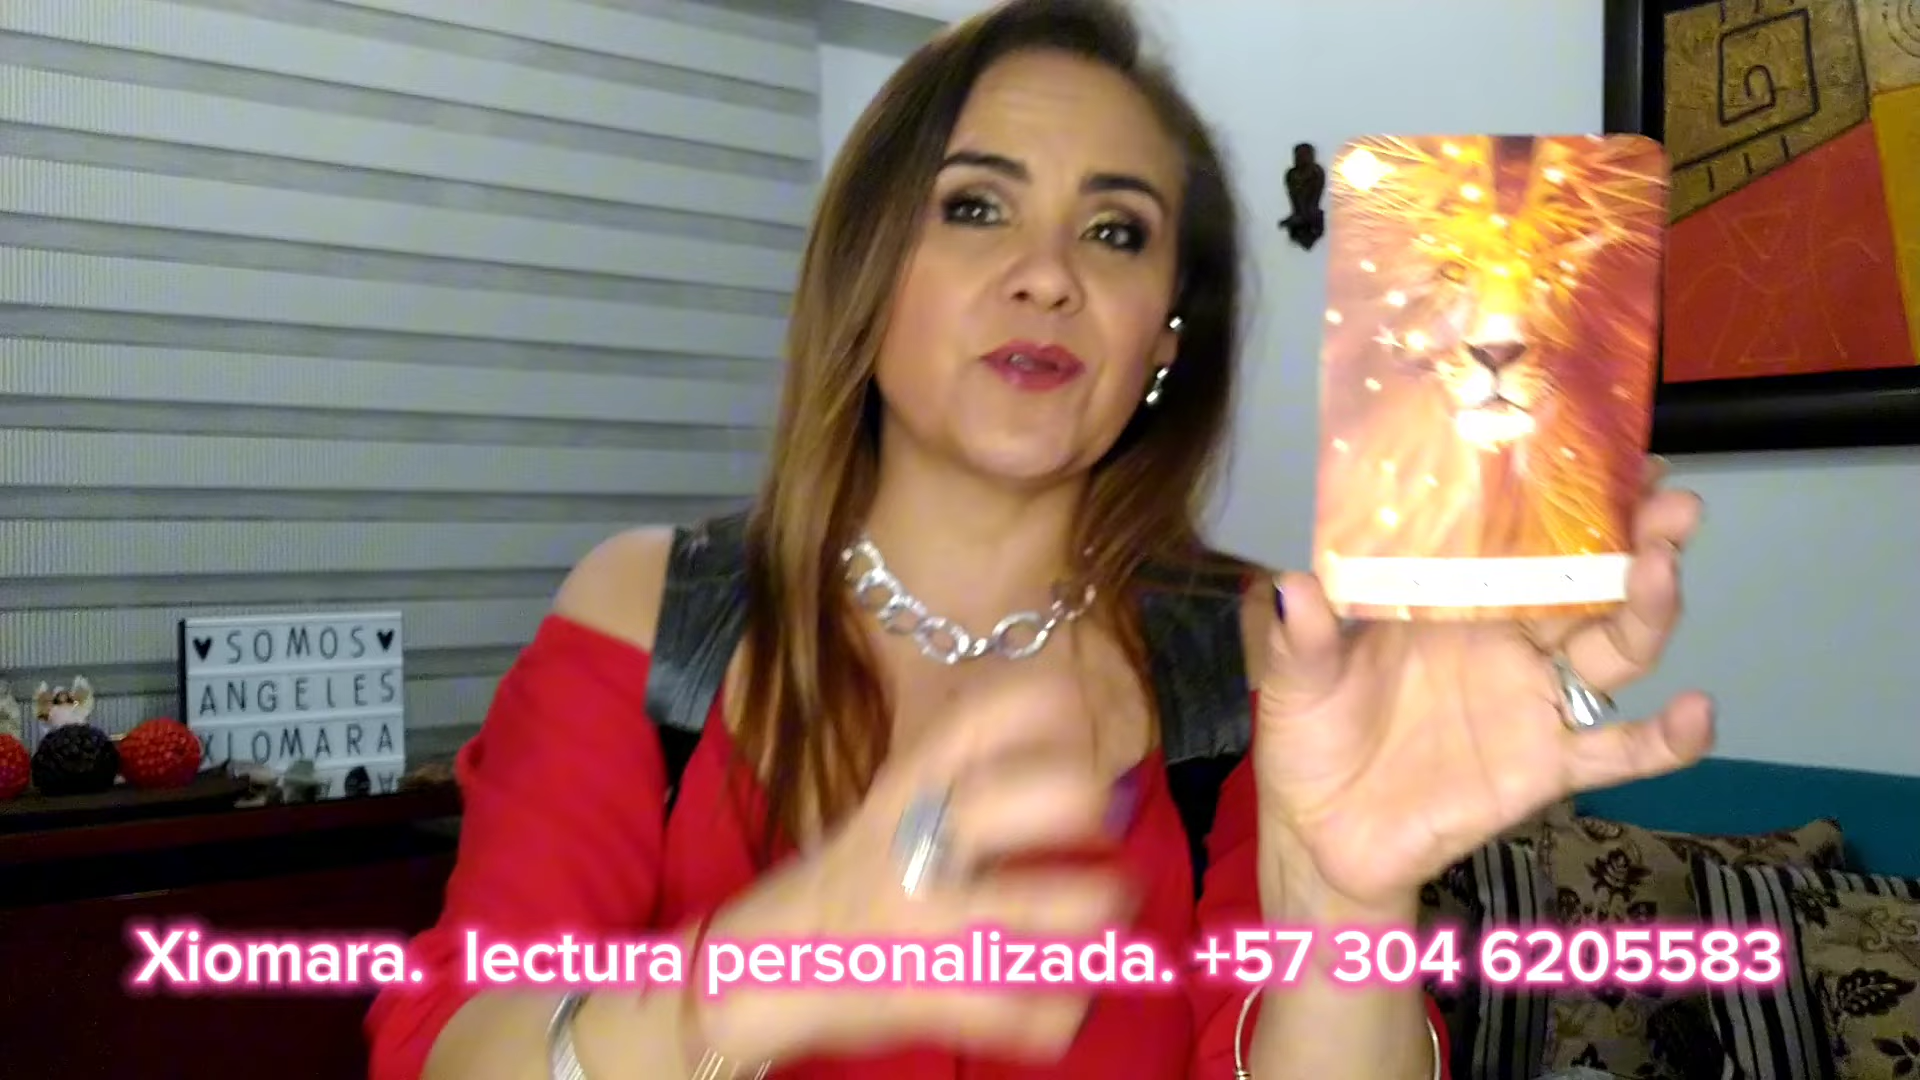 ♥SOMOS♥
ANGELES
XIOMARA
Xiomara. lectura personalizada. +57 304 6205583